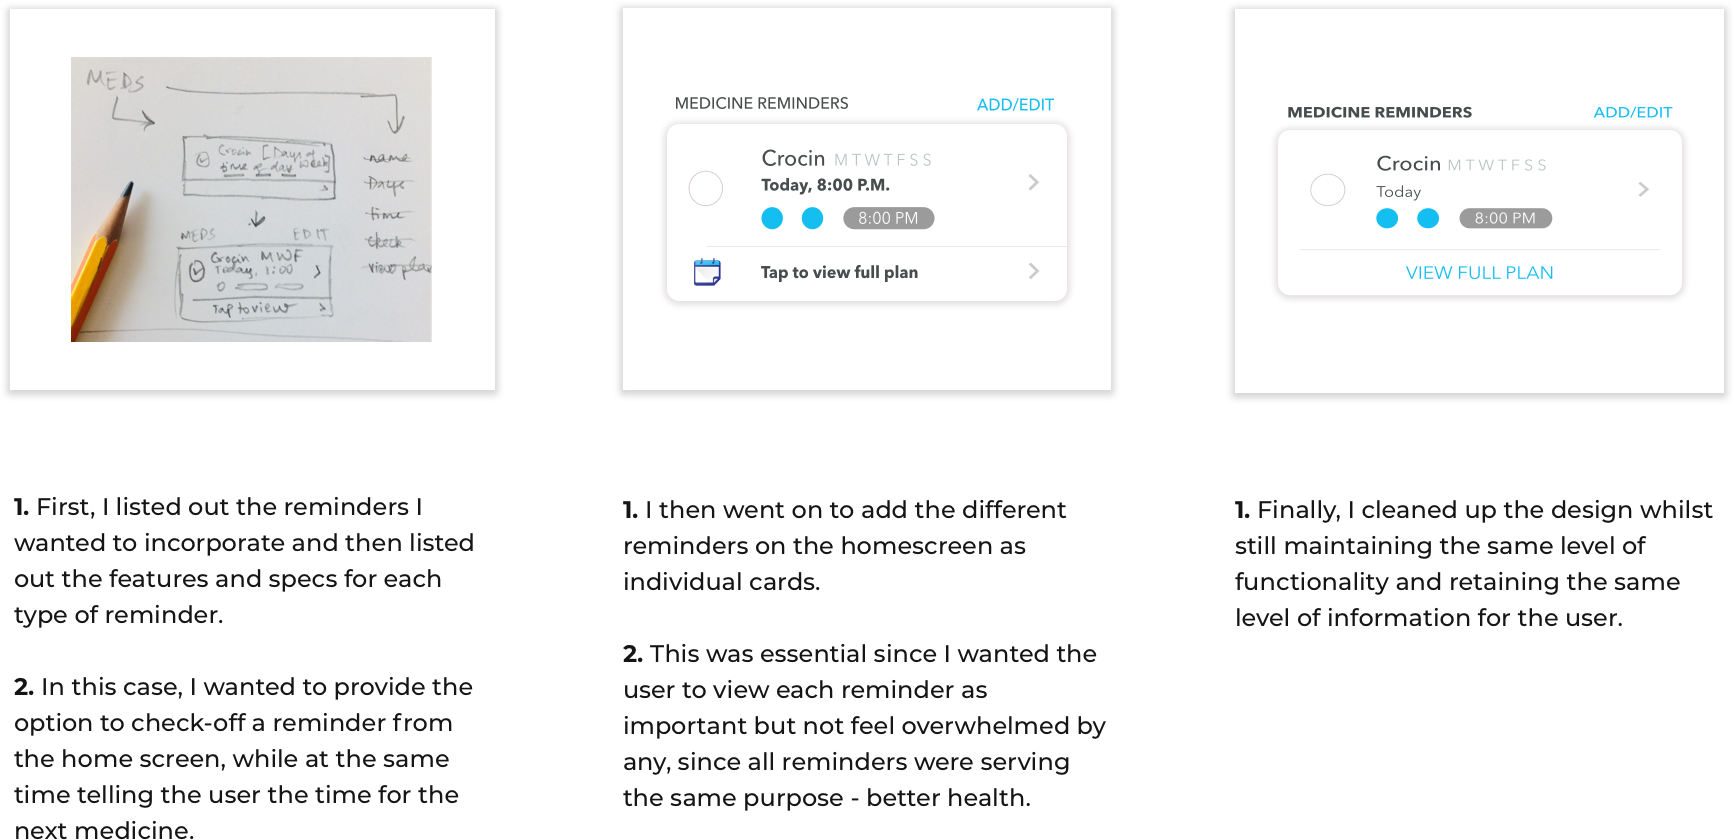 MEDS
Crocin [Days of
time of day week]
name
Days
time
check
view plan
MEDS EDIT
Crocin MWF
Today, 1:00
Tap to view
1. First, I listed out the reminders I
wanted to incorporate and then listed
out the features and specs for each
type of reminder.
2. In this case, I wanted to provide the
option to check-off a reminder from
the home screen, while at the same
time telling the user the time for the
next medicine.
MEDICINE REMINDERS ADD/EDIT
Crocin M T W T F S S
Today, 8:00 P.M.
8:00 PM
Tap to view full plan
1. I then went on to add the different
reminders on the homescreen as
individual cards.
2. This was essential since I wanted the
user to view each reminder as
important but not feel overwhelmed by
any, since all reminders were serving
the same purpose - better health.
MEDICINE REMINDERS ADD/EDIT
Crocin M T W T F S S
Today
8:00 PM
VIEW FULL PLAN
1. Finally, I cleaned up the design whilst
still maintaining the same level of
functionality and retaining the same
level of information for the user.